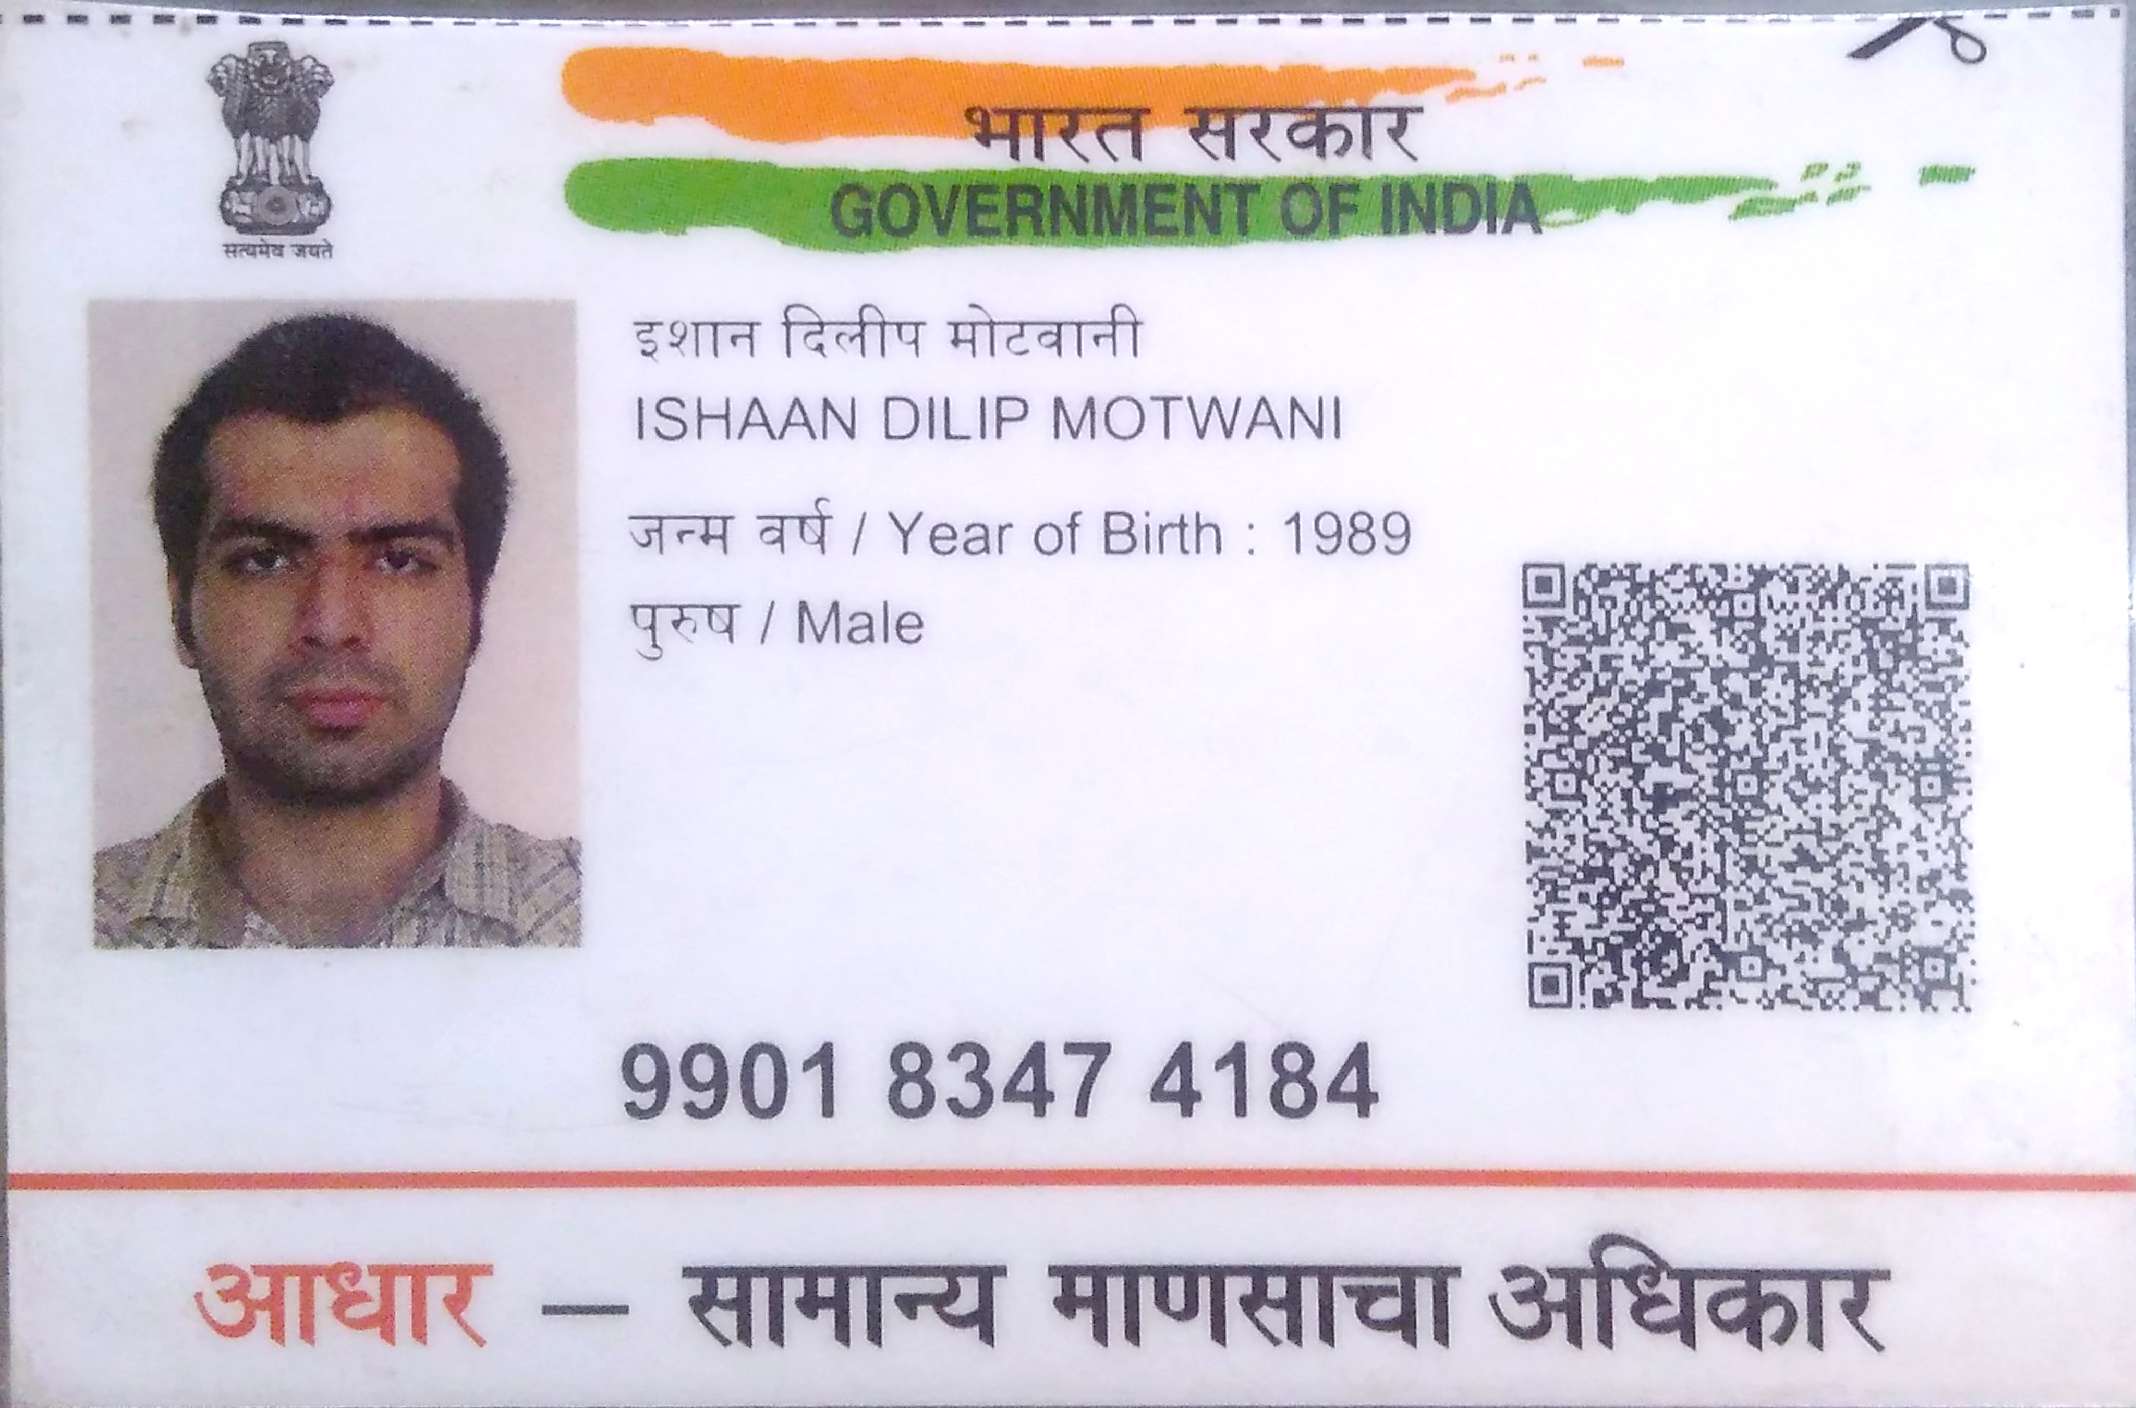 भारत सरकार
GOVERNMENT OF INDIA
सत्यमेव जयते
इशान दिलीप मोटवानी
ISHAAN DILIP MOTWANI
जन्म वर्ष / Year of Birth : 1989
पुरुष / Male
9901 8347 4184
आधार — सामान्य माणसाचा अधिकार